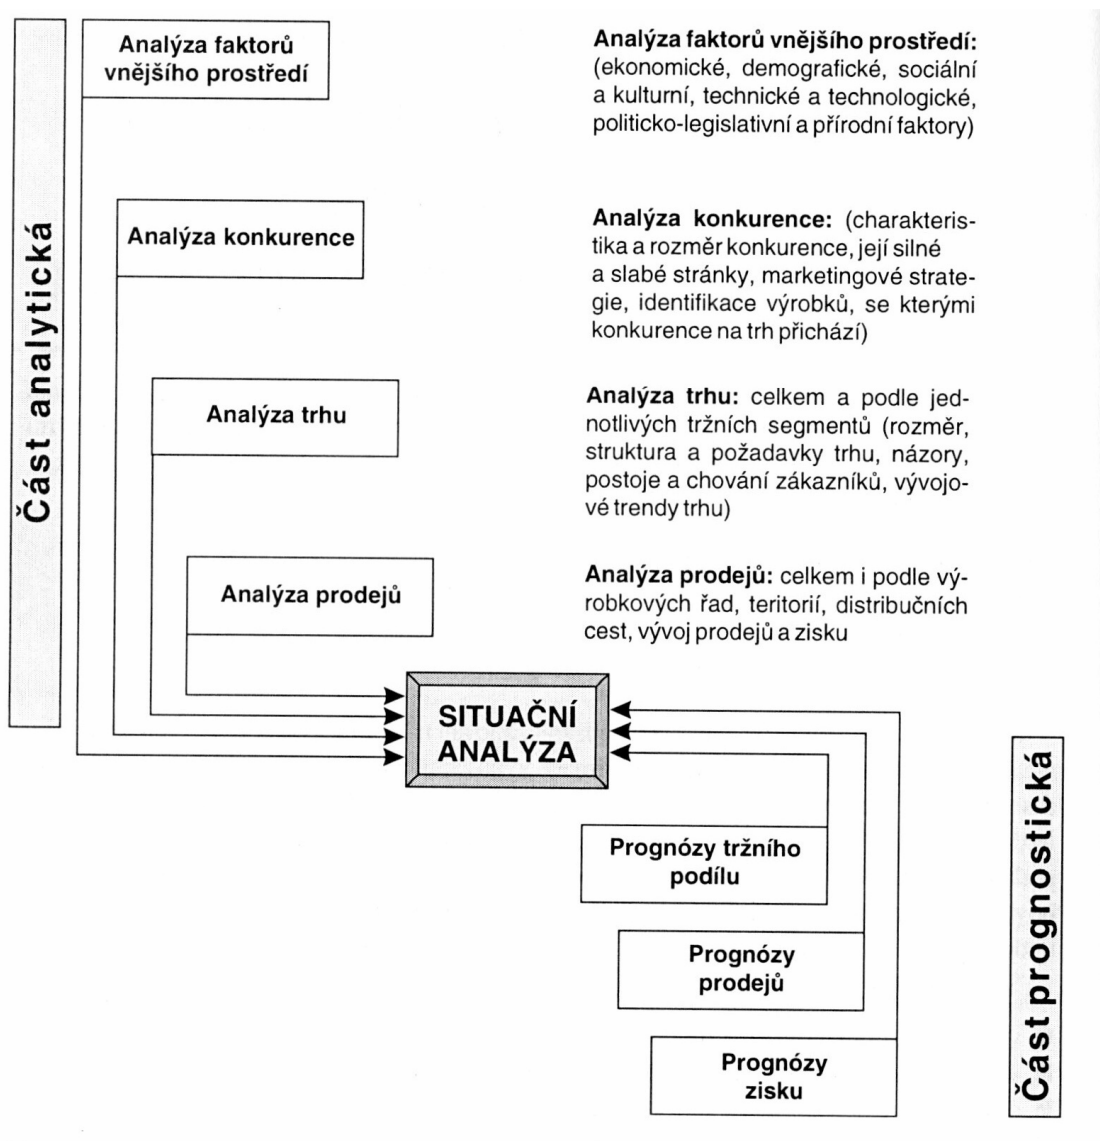 Část analytická
Analýza faktorů
vnějšího prostředí
Analýza faktorů vnějšího prostředí:
(ekonomické, demografické, sociální
a kulturní, technické a technologické,
politicko-legislativní a přírodní faktory)
Analýza konkurence
Analýza konkurence: (charakteris-
tika a rozměr konkurence, její silné
a slabé stránky, marketingové strate-
gie, identifikace výrobků, se kterými
konkurence na trh přichází)
Analýza trhu
Analýza trhu: celkem a podle jed-
notlivých tržních segmentů (rozměr,
struktura a požadavky trhu, názory,
postoje a chování zákazníků, vývojo-
vé trendy trhu)
Analýza prodejů
Analýza prodejů: celkem i podle vý-
robkových řad, teritorií, distribučních
cest, vývoj prodejů a zisku
SITUAČNÍ
ANALÝZA
Část prognostická
Prognózy tržního
podílu
Prognózy
prodejů
Prognózy
zisku